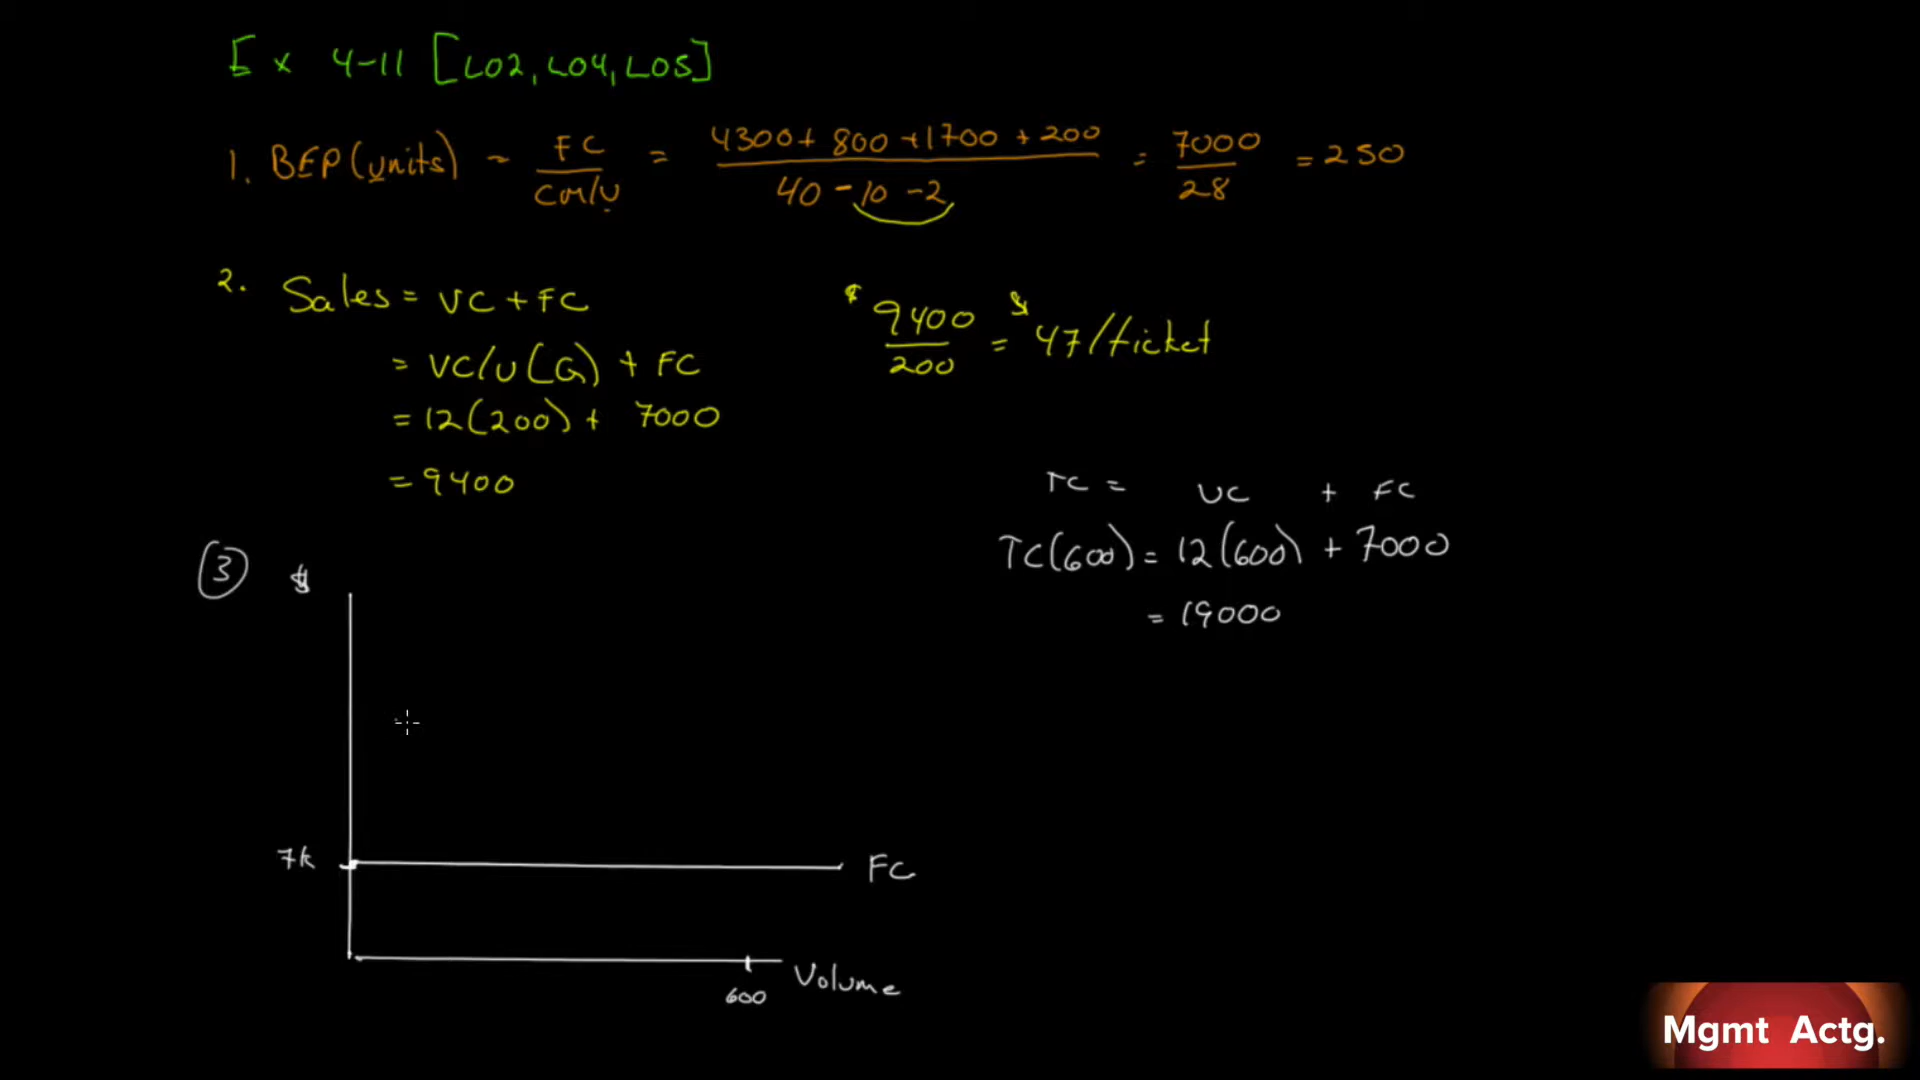 Ex 4-11 [LO2, LO4, LO5]
1. BEP(units) = FC / CM/U = 4300 + 800 + 1700 + 200 / 40 - 10 - 2 = 7000 / 28 = 250
2. Sales = VC + FC
= VC/U(Q) + FC
= 12(200) + 7000
= 9400
$9400 / 200 = $47/ticket
TC = VC + FC
TC(600) = 12(600) + 7000
= 19000
3 $
7k FC
600 Volume
Mgmt Actg.